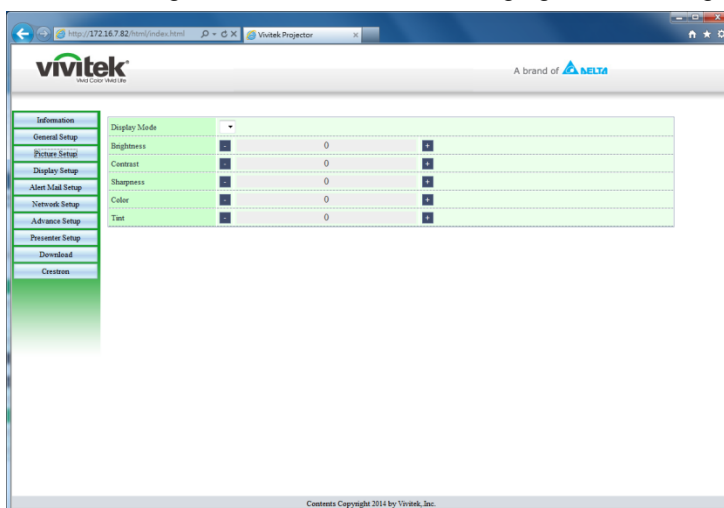 http://172.16.7.82/html/index.html
Vivitek Projector
vivitek
Vivid Color Vivid Life
A brand of DELTA
Information
General Setup
Picture Setup
Display Setup
Alert Mail Setup
Network Setup
Advance Setup
Presenter Setup
Download
Crestron
Display Mode
Brightness - 0 +
Contrast - 0 +
Sharpness - 0 +
Color - 0 +
Tint - 0 +
Contents Copyright 2014 by Vivitek, Inc.